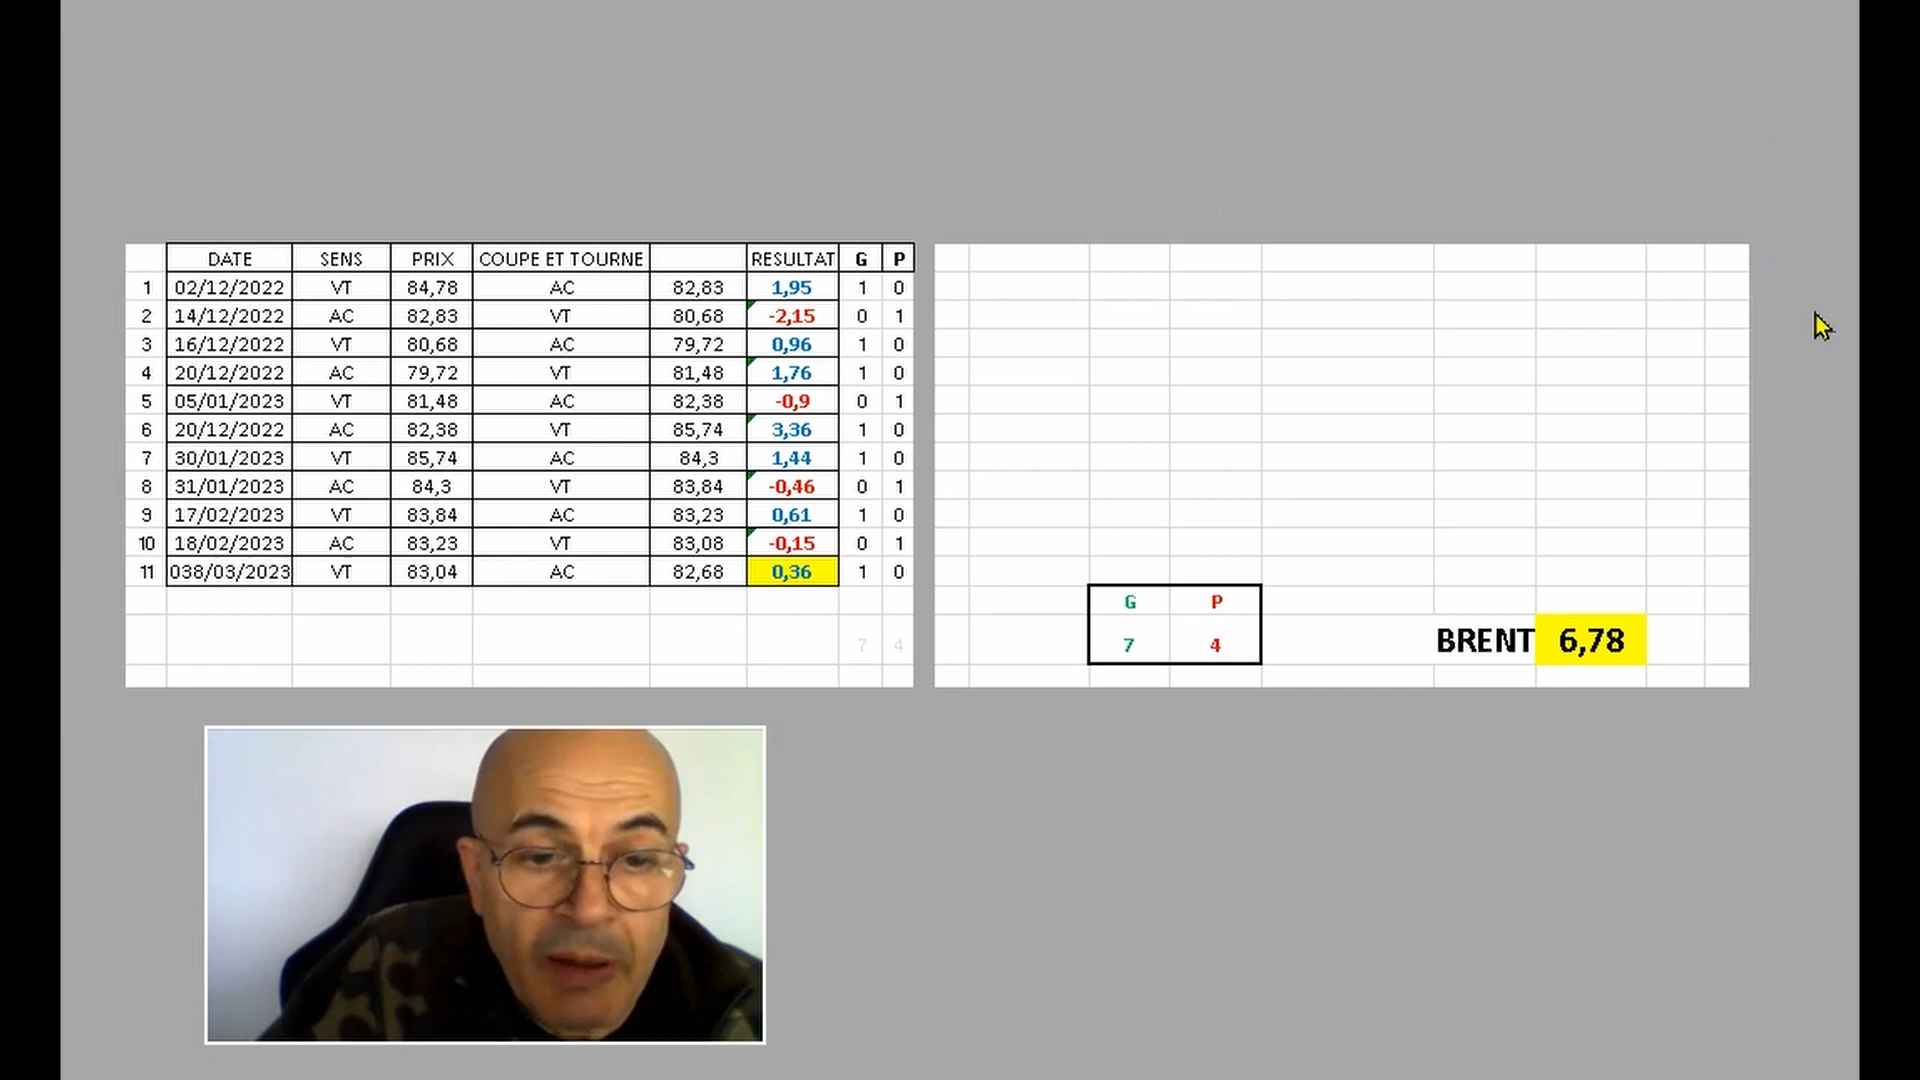 DATE SENS PRIX COUPE ET TOURNE RESULTAT G P
1 02/12/2022 VT 84,78 AC 82,83 1,95 1 0
2 14/12/2022 AC 82,83 VT 80,68 -2,15 0 1
3 16/12/2022 VT 80,68 AC 79,72 0,96 1 0
4 20/12/2022 AC 79,72 VT 81,48 1,76 1 0
5 05/01/2023 VT 81,48 AC 82,38 -0,9 0 1
6 20/12/2022 AC 82,38 VT 85,74 3,36 1 0
7 30/01/2023 VT 85,74 AC 84,3 1,44 1 0
8 31/01/2023 AC 84,3 VT 83,84 -0,46 0 1
9 17/02/2023 VT 83,84 AC 83,23 0,61 1 0
10 18/02/2023 AC 83,23 VT 83,08 -0,15 0 1
11 038/03/2023 VT 83,04 AC 82,68 0,36 1 0
7 4
G P
7 4
BRENT 6,78